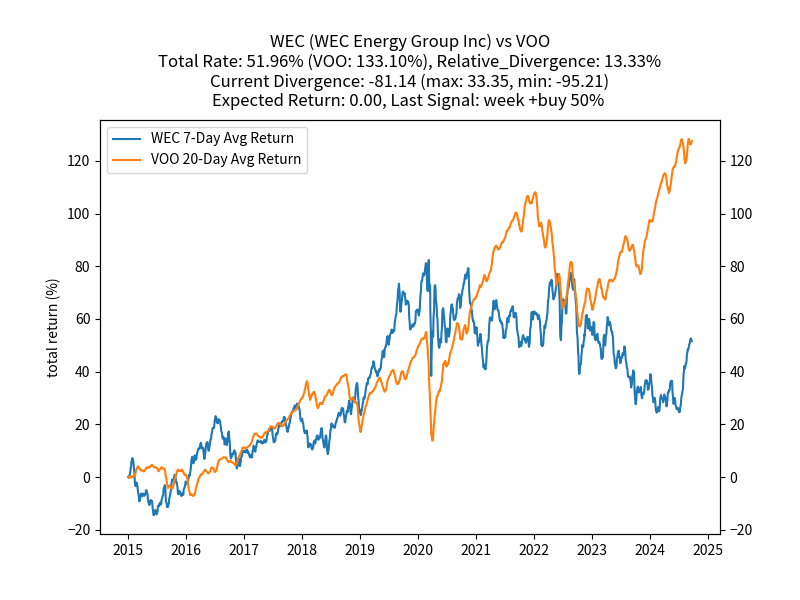 WEC (WEC Energy Group Inc) vs VOO
Total Rate: 51.96% (VOO: 133.10%), Relative_Divergence: 13.33%
Current Divergence: -81.14 (max: 33.35, min: -95.21)
Expected Return: 0.00, Last Signal: week +buy 50%
WEC 7-Day Avg Return
VOO 20-Day Avg Return
total return (%)
120
100
80
60
40
20
0
−20
120
100
80
60
40
20
0
−20
2015 2016 2017 2018 2019 2020 2021 2022 2023 2024 2025